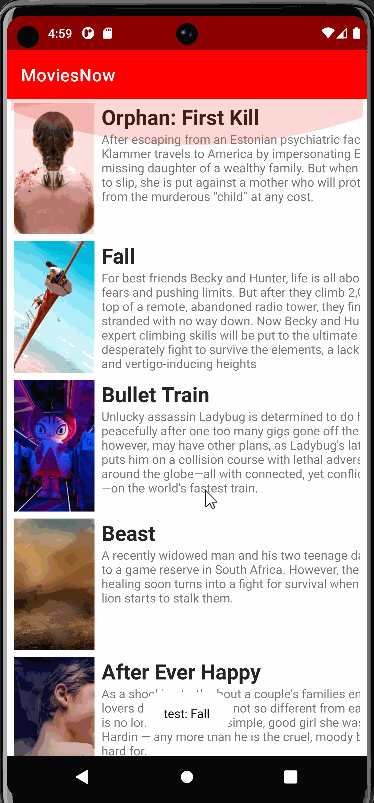 4:59
MoviesNow
Orphan: First Kill
After escaping from an Estonian psychiatric fac
Klammer travels to America by impersonating E
missing daughter of a wealthy family. But when
to slip, she is put against a mother who will prot
from the murderous “child” at any cost.
Fall
For best friends Becky and Hunter, life is all abo
fears and pushing limits. But after they climb 2,0
top of a remote, abandoned radio tower, they fin
stranded with no way down. Now Becky and Hu
expert climbing skills will be put to the ultimate
desperately fight to survive the elements, a lack
and vertigo-inducing heights
Bullet Train
Unlucky assassin Ladybug is determined to do h
peacefully after one too many gigs gone off the
however, may have other plans, as Ladybug's lat
puts him on a collision course with lethal advers
around the globe—all with connected, yet conflic
—on the world's fastest train.
Beast
A recently widowed man and his two teenage da
to a game reserve in South Africa. However, the
healing soon turns into a fight for survival when
lion starts to stalk them.
After Ever Happy
As a sho about a couple's families en
lovers d not so different from ea
is no lor simple, good girl she was
Hardin — any more than he is the cruel, moody b
hard for.
test: Fall